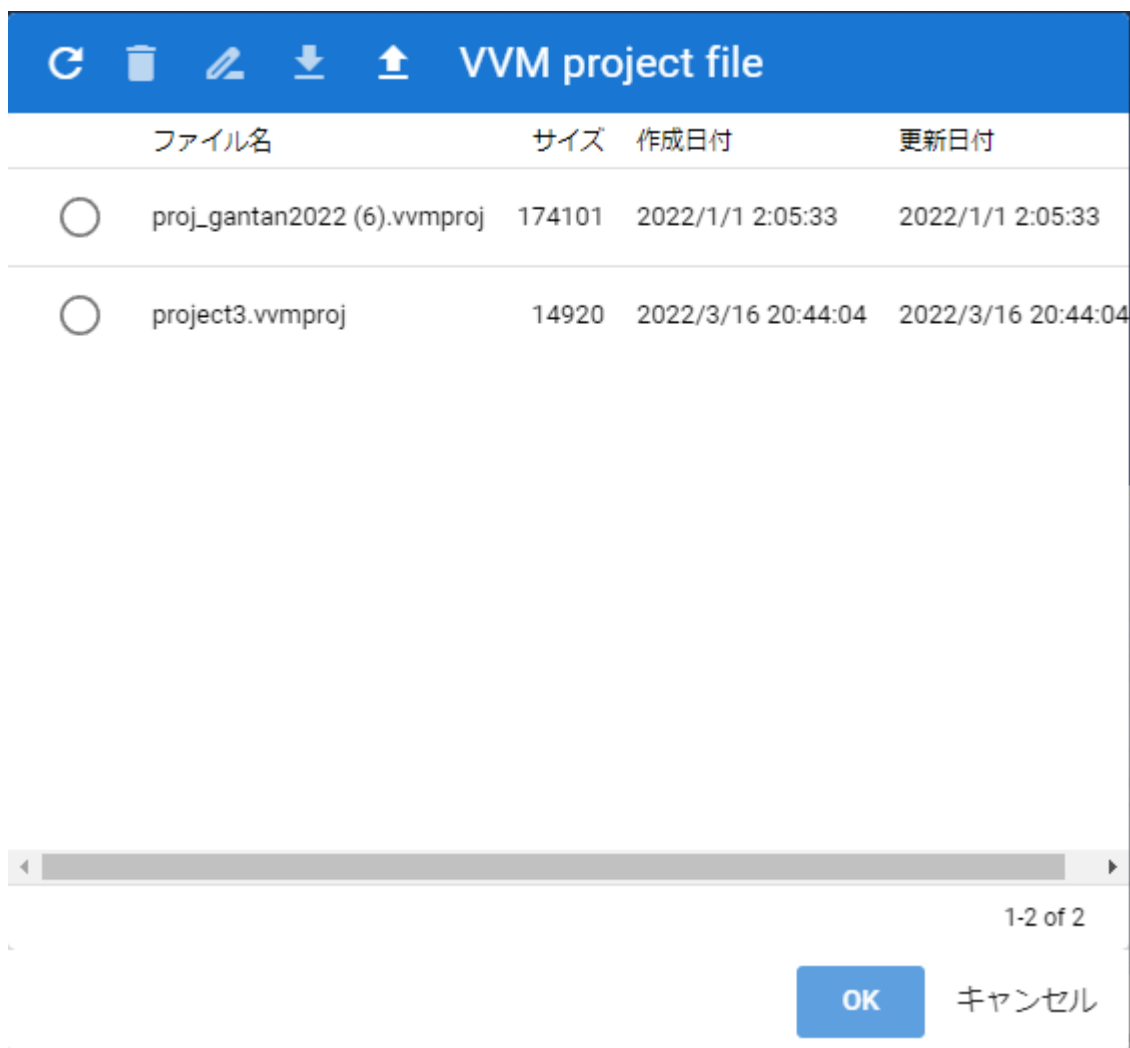 VVM project file
ファイル名 サイズ 作成日付 更新日付
proj_gantan2022 (6).vvmproj 174101 2022/1/1 2:05:33 2022/1/1 2:05:33
project3.vvmproj 14920 2022/3/16 20:44:04 2022/3/16 20:44:04
1-2 of 2
OK キャンセル